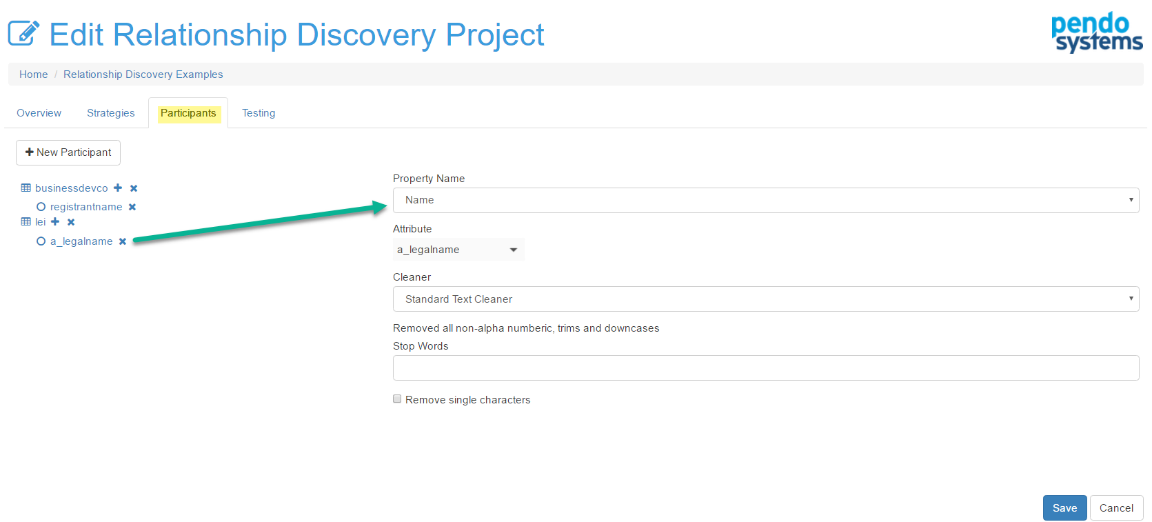 Edit Relationship Discovery Project
pendo
systems
Home / Relationship Discovery Examples
Overview Strategies Participants Testing
+ New Participant
businessdevco
registrantname
lei
a_legalname
Property Name
Name
Attribute
a_legalname
Cleaner
Standard Text Cleaner
Removed all non-alpha numberic, trims and downcases
Stop Words
Remove single characters
Save Cancel